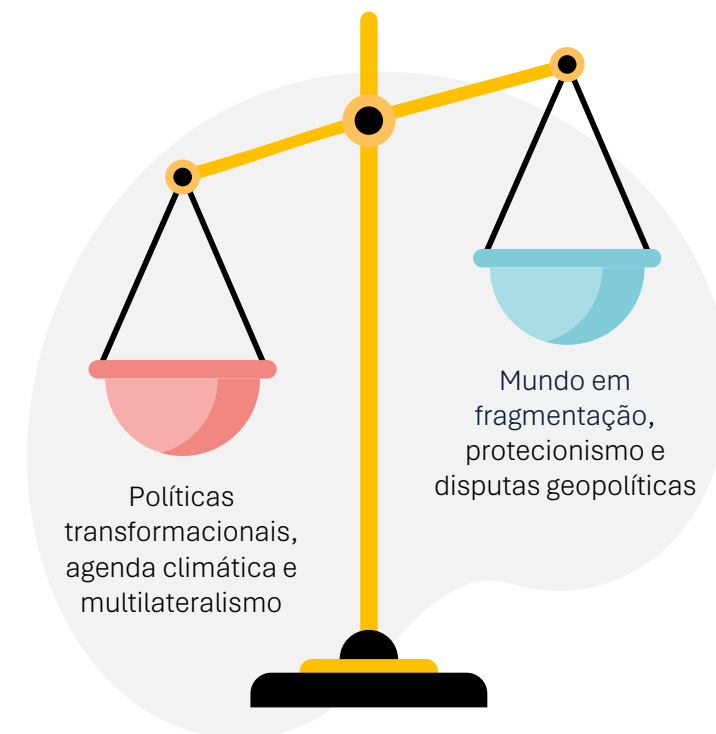 Políticas
transformacionais,
agenda climática e
multilateralismo
Mundo em
fragmentação,
protecionismo e
disputas geopolíticas